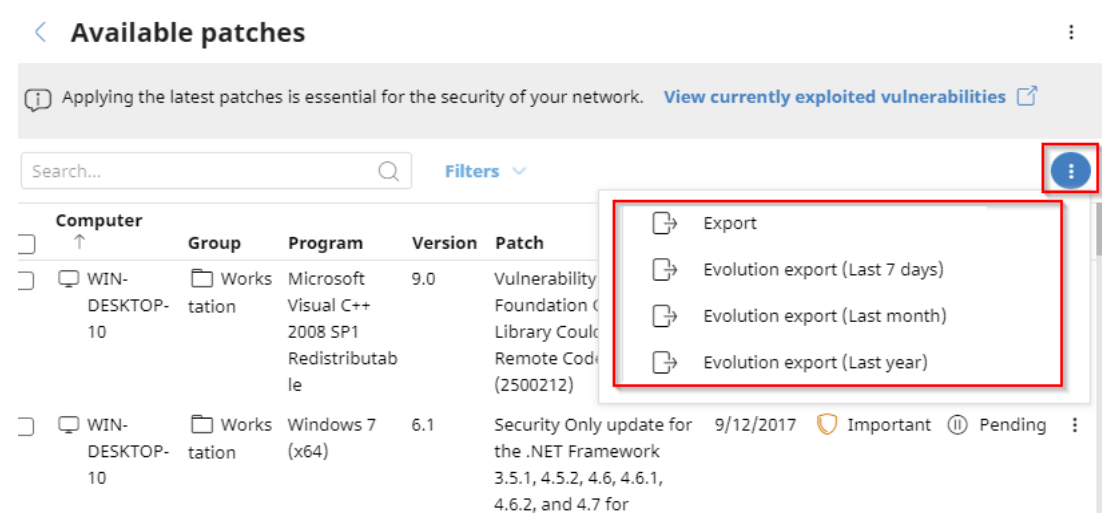 Available patches
Applying the latest patches is essential for the security of your network. View currently exploited vulnerabilities
Search...
Filters
Export
Evolution export (Last 7 days)
Evolution export (Last month)
Evolution export (Last year)
Computer
Group
Program
Version
Patch
WIN-
DESKTOP-
10
Works
tation
Microsoft
Visual C++
2008 SP1
Redistributab
le
9.0
Vulnerability
Foundation
Library
Remote
(2500212)
WIN-
DESKTOP-
10
Works
tation
Windows 7
(x64)
6.1
Security Only update for
the .NET Framework
3.5.1, 4.5.2, 4.6, 4.6.1,
4.6.2, and 4.7 for
9/12/2017
Important
Pending